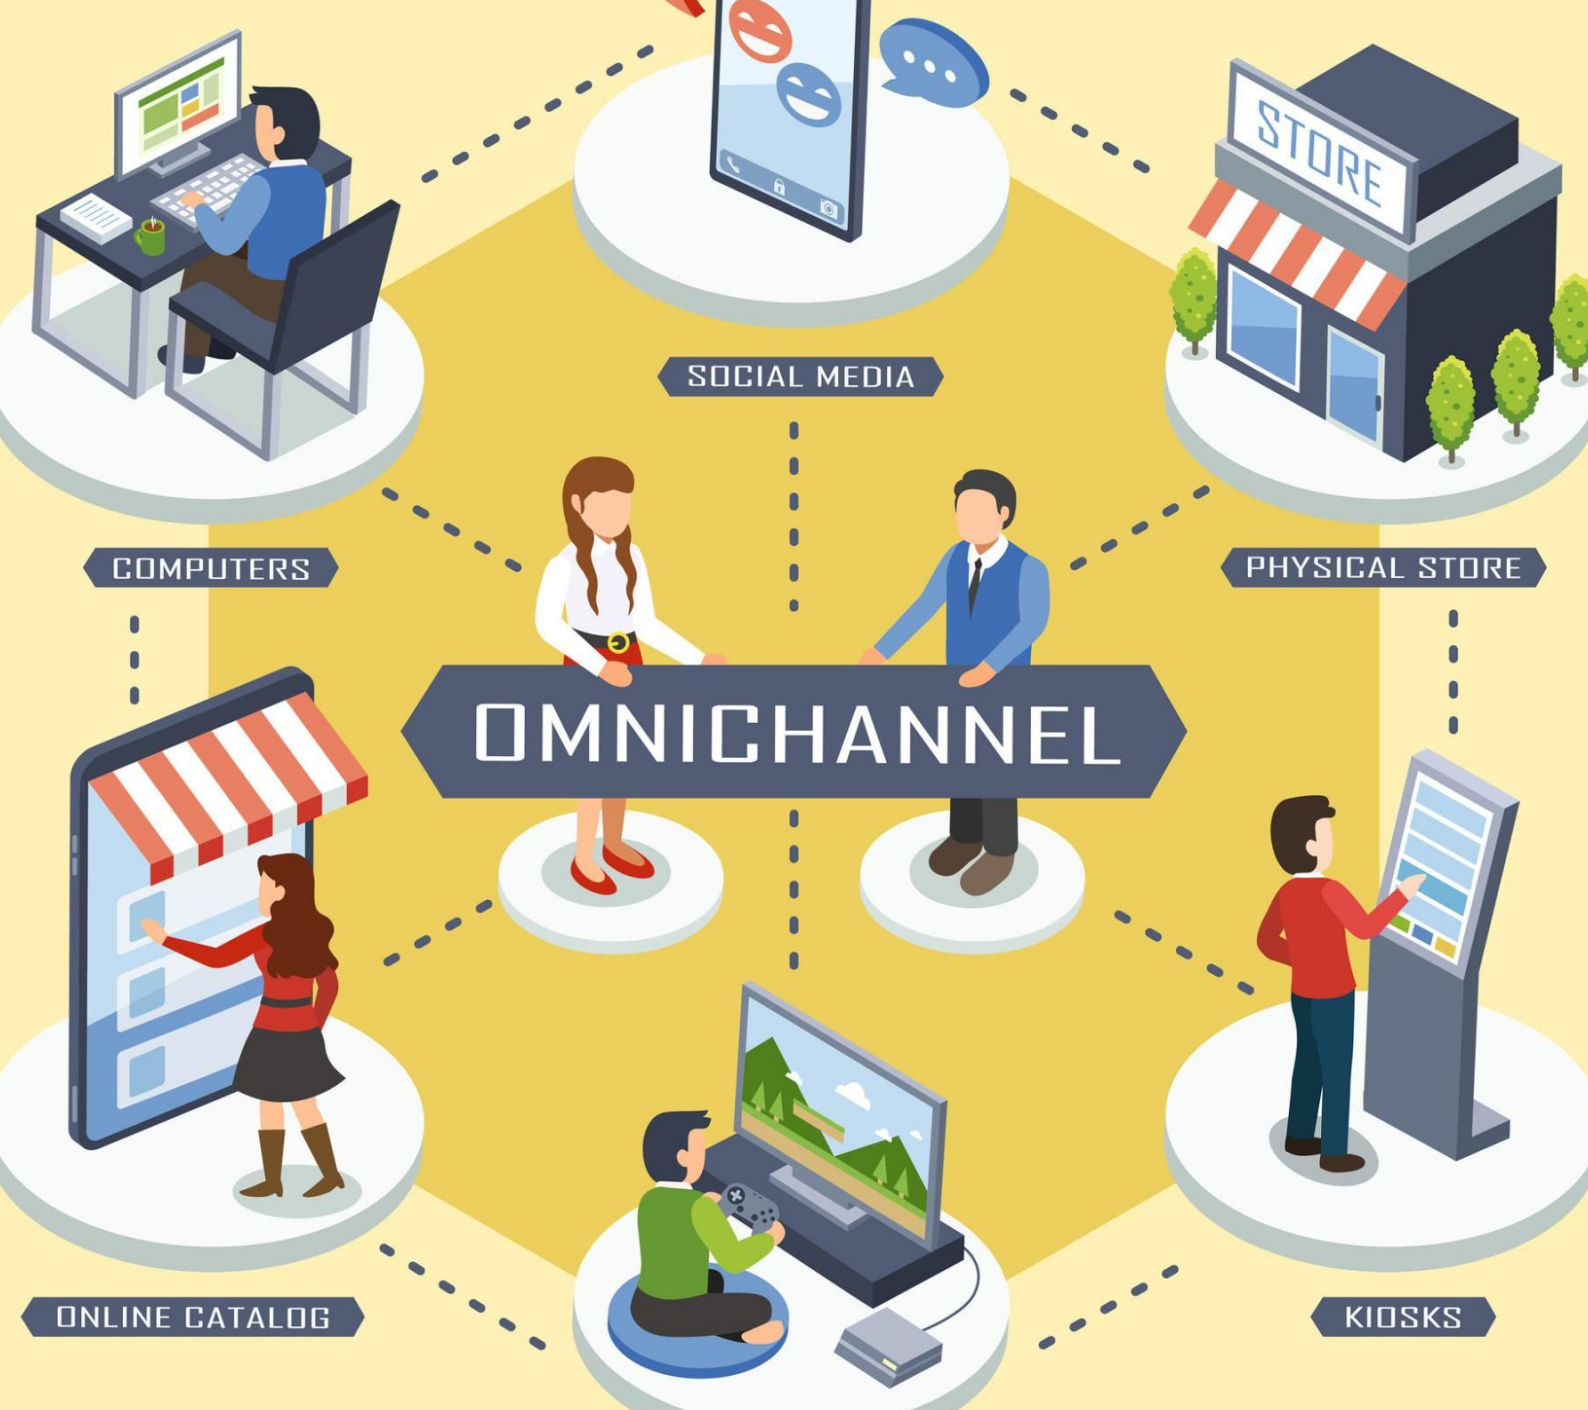 STORE
SOCIAL MEDIA
COMPUTERS
PHYSICAL STORE
OMNICHANNEL
ONLINE CATALOG
KIOSKS